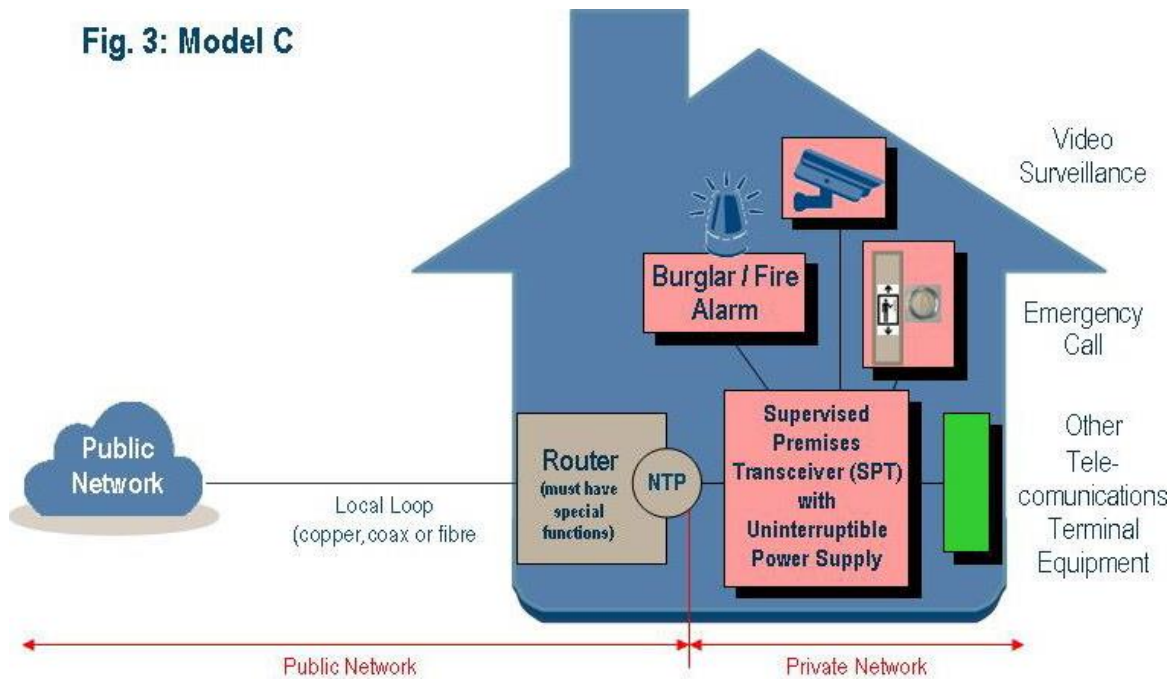 Fig. 3: Model C
Video
Surveillance
Burglar / Fire
Alarm
Emergency
Call
Public
Network
Local Loop
(copper,coax or fibre
Router
(must have
special
functions)
NTP
Supervised
Premises
Transceiver (SPT)
with
Uninterruptible
Power Supply
Other
Tele-
comunications
Terminal
Equipment
Public Network
Private Network